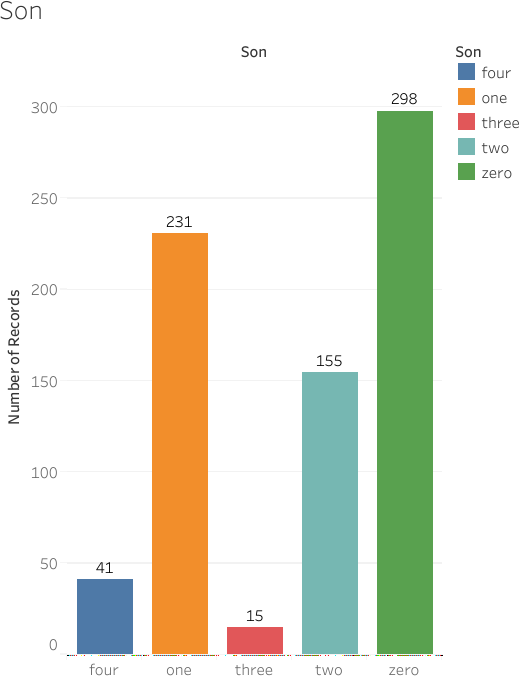 Son
Son
Son
four
one
three
two
zero
Number of Records
300
250
200
150
100
50
0
41
231
15
155
298
four
one
three
two
zero